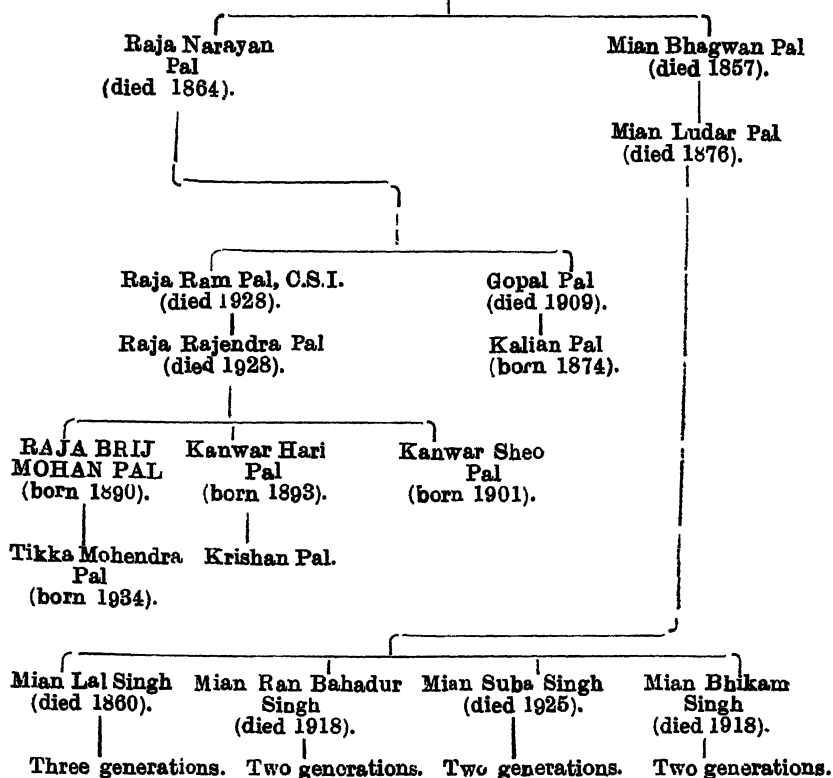 Raja Narayan
Pal
(died 1864).
Mian Bhagwan Pal
(died 1857).
Mian Ludar Pal
(died 1876).
Raja Ram Pal, C.S.I.
(died 1928).
Gopal Pal
(died 1909).
Raja Rajendra Pal
(died 1928).
Kalian Pal
(born 1874).
RAJA BRIJ
MOHAN PAL
(born 1890).
Kanwar Hari
Pal
(born 1893).
Kanwar Sheo
Pal
(born 1901).
Tikka Mohendra
Pal
(born 1934).
Krishan Pal.
Mian Lal Singh
(died 1860).
Mian Ran Bahadur
Singh
(died 1918).
Mian Suba Singh
(died 1925).
Mian Bhikam
Singh
(died 1918).
Three generations.
Two generations.
Two generations.
Two generations.